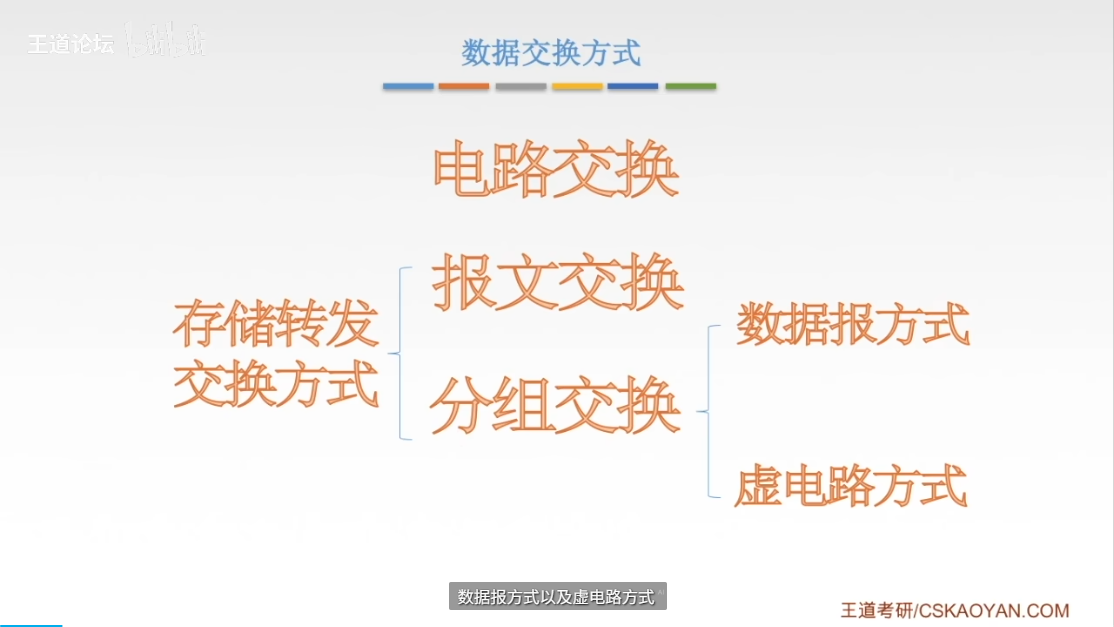 王道论坛 bilibili
数据交换方式
电路交换
报文交换
存储转发
交换方式
分组交换
数据报方式
虚电路方式
数据报方式以及虚电路方式
王道考研/CSKAOYAN.COM